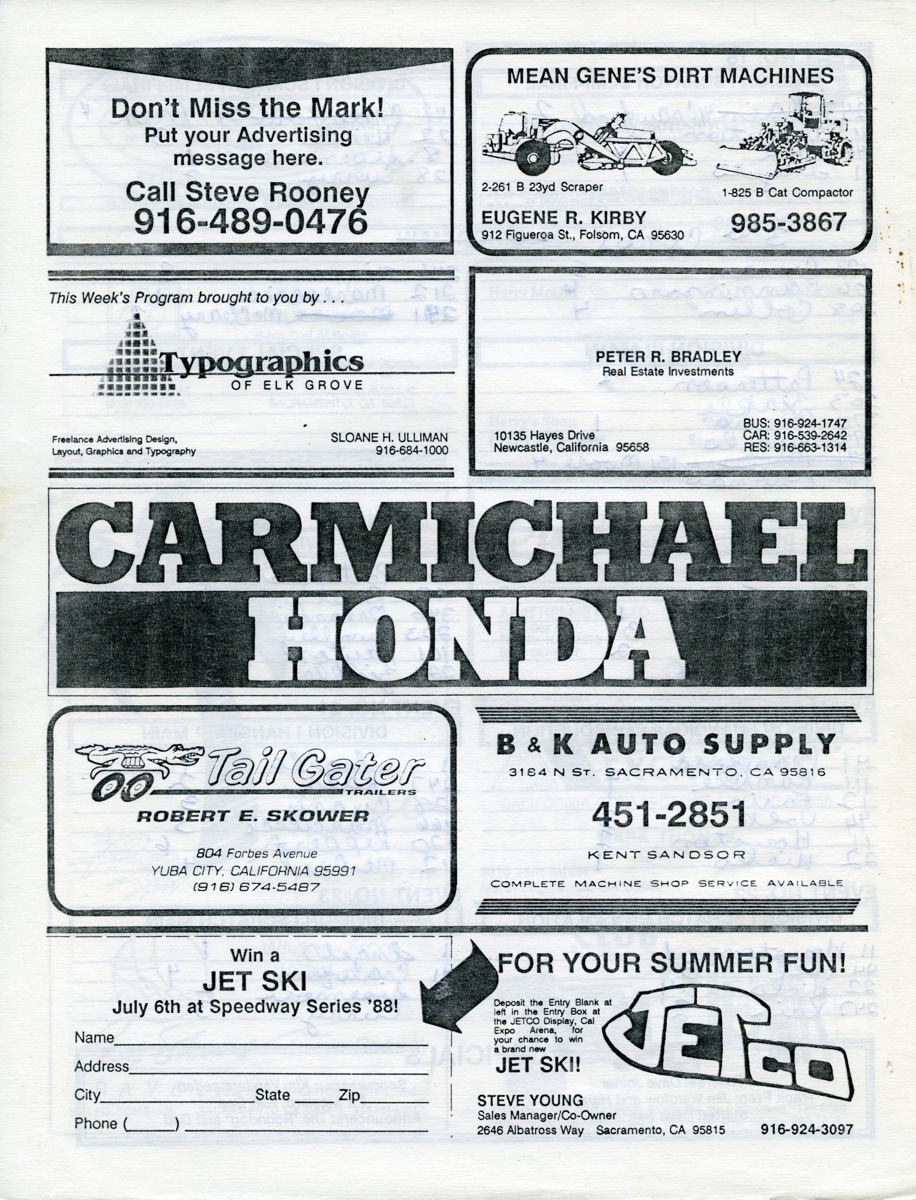 Don't Miss the Mark!
Put your Advertising
message here.
Call Steve Rooney
916-489-0476
MEAN GENE'S DIRT MACHINES
2-261 B 23yd Scraper
1-825 B Cat Compactor
EUGENE R. KIRBY
912 Figueroa St., Folsom, CA 95630
985-3867
This Week's Program brought to you by . . .
Typographics
OF ELK GROVE
Freelance Advertising Design,
Layout, Graphics and Typography
SLOANE H. ULLIMAN
916-684-1000
PETER R. BRADLEY
Real Estate Investments
10135 Hayes Drive
Newcastle, California 95658
BUS: 916-924-1747
CAR: 916-539-2642
RES: 916-663-1314
CARMICHAEL
HONDA
Tail Gater
TRAILERS
ROBERT E. SKOWER
804 Forbes Avenue
YUBA CITY, CALIFORNIA 95991
(916) 674-5487
B & K AUTO SUPPLY
3184 N ST. SACRAMENTO, CA 95816
451-2851
KENT SANDSOR
COMPLETE MACHINE SHOP SERVICE AVAILABLE
Win a
JET SKI
July 6th at Speedway Series '88!
Name
Address
City State Zip
Phone ( )
FOR YOUR SUMMER FUN!
Deposit the Entry Blank at
left in the Entry Box at
the JETCO Display, Cal
Expo Arena, for
your chance to win
a brand new
JET SKI!
JETCO
STEVE YOUNG
Sales Manager/Co-Owner
2646 Albatross Way Sacramento, CA 95815 916-924-3097